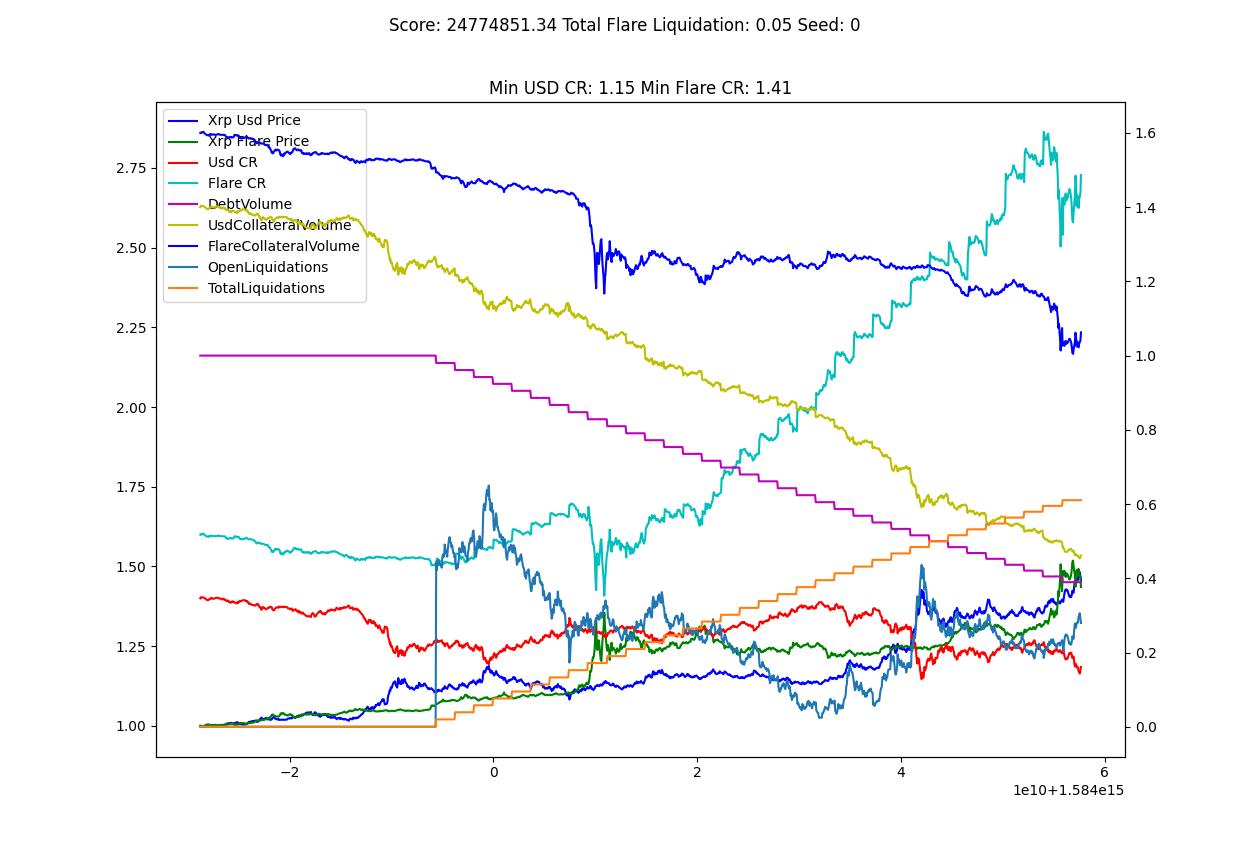 Score: 24774851.34 Total Flare Liquidation: 0.05 Seed: 0
Min USD CR: 1.15 Min Flare CR: 1.41
Xrp Usd Price
Xrp Flare Price
Usd CR
Flare CR
DebtVolume
UsdCollateralVolume
FlareCollateralVolume
OpenLiquidations
TotalLiquidations
2.75
2.50
2.25
2.00
1.75
1.50
1.25
1.00
1.6
1.4
1.2
1.0
0.8
0.6
0.4
0.2
0.0
−2 0 2 4 6
1e10+1.584e15